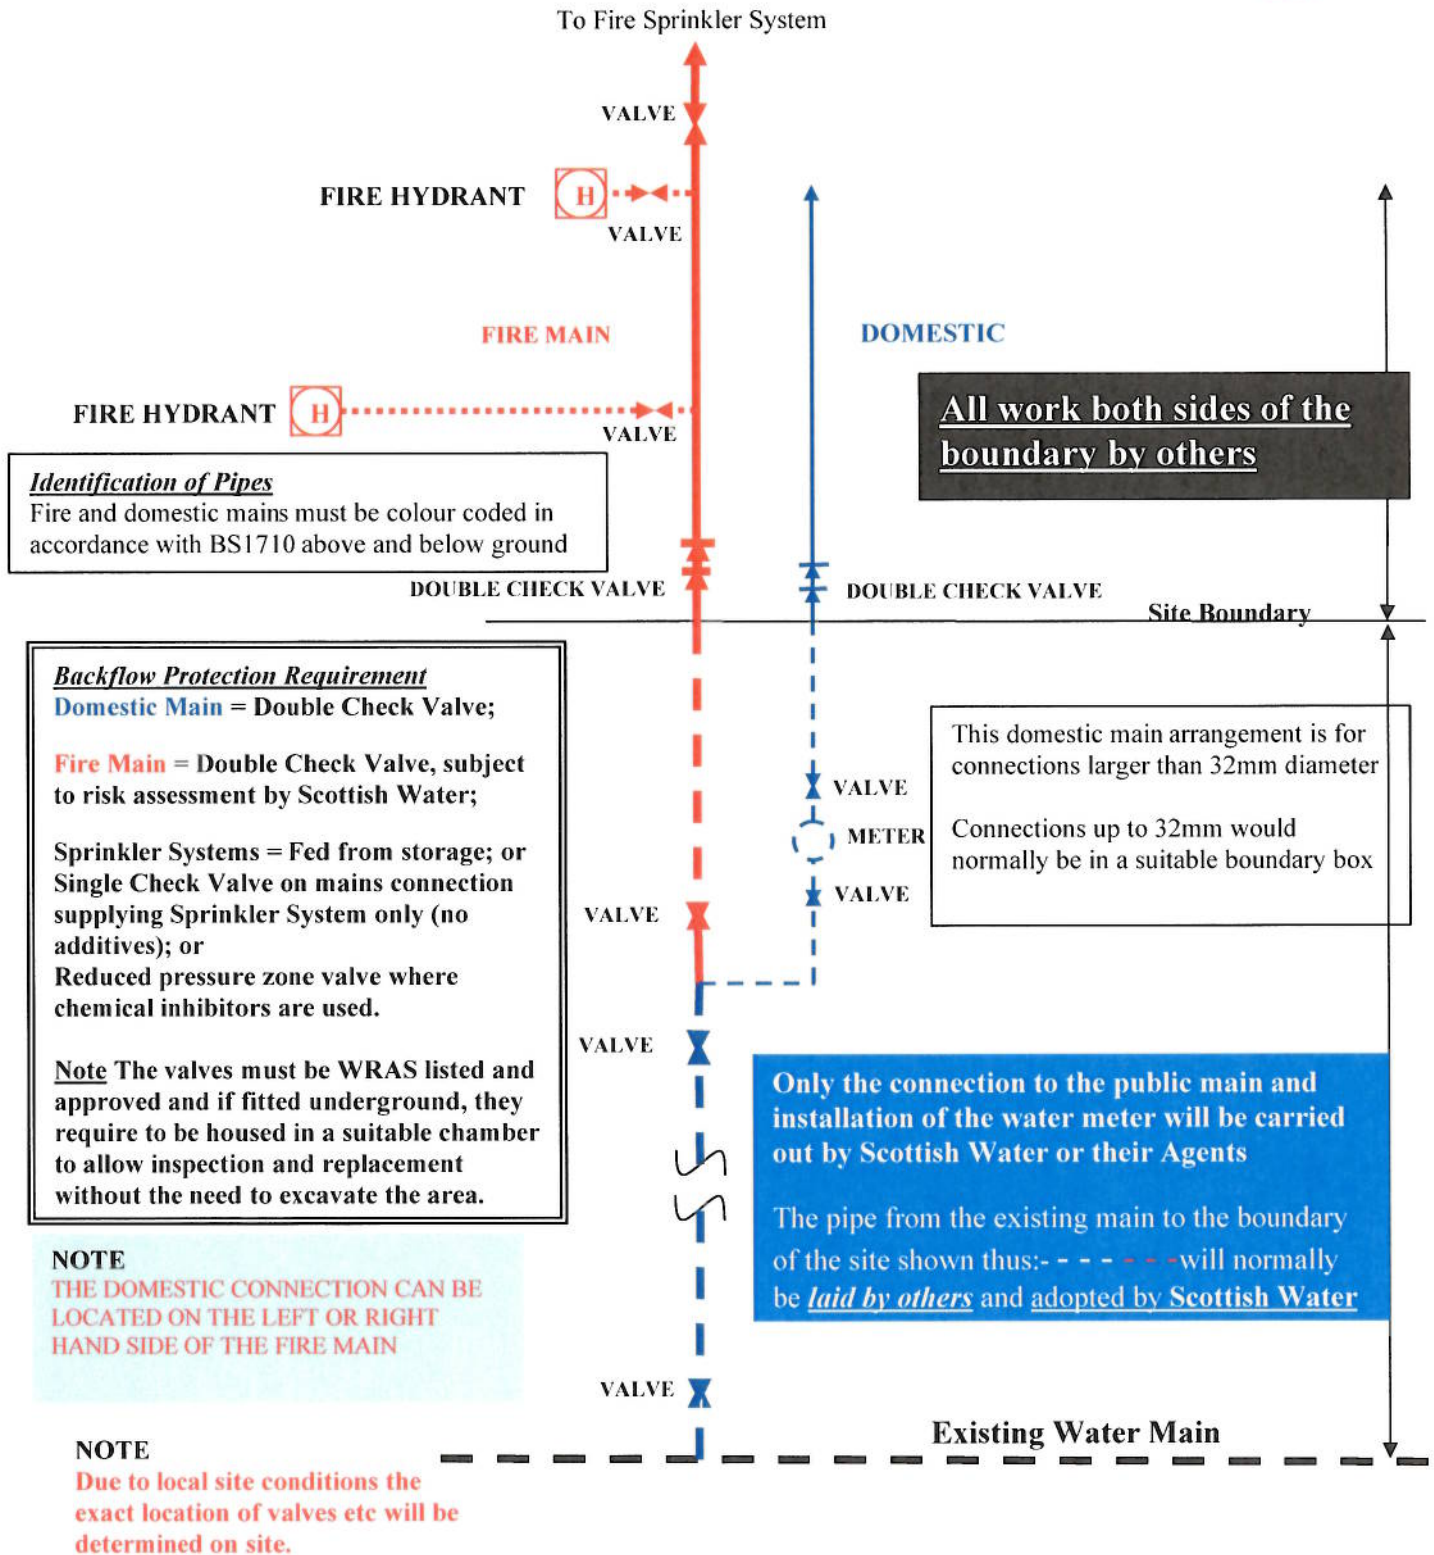 To Fire Sprinkler System
VALVE
FIRE HYDRANT
H
VALVE
FIRE MAIN
DOMESTIC
FIRE HYDRANT
H
VALVE
All work both sides of the
boundary by others
Identification of Pipes
Fire and domestic mains must be colour coded in
accordance with BS1710 above and below ground
DOUBLE CHECK VALVE
DOUBLE CHECK VALVE
Site Boundary
Backflow Protection Requirement
Domestic Main = Double Check Valve;
Fire Main = Double Check Valve, subject
to risk assessment by Scottish Water;
Sprinkler Systems = Fed from storage; or
Single Check Valve on mains connection
supplying Sprinkler System only (no
additives); or
Reduced pressure zone valve where
chemical inhibitors are used.
Note The valves must be WRAS listed and
approved and if fitted underground, they
require to be housed in a suitable chamber
to allow inspection and replacement
without the need to excavate the area.
This domestic main arrangement is for
connections larger than 32mm diameter
Connections up to 32mm would
normally be in a suitable boundary box
VALVE
METER
VALVE
VALVE
VALVE
Only the connection to the public main and
installation of the water meter will be carried
out by Scottish Water or their Agents
The pipe from the existing main to the boundary
of the site shown thus:- - - - - - -will normally
be laid by others and adopted by Scottish Water
NOTE
THE DOMESTIC CONNECTION CAN BE
LOCATED ON THE LEFT OR RIGHT
HAND SIDE OF THE FIRE MAIN
VALVE
Existing Water Main
NOTE
Due to local site conditions the
exact location of valves etc will be
determined on site.